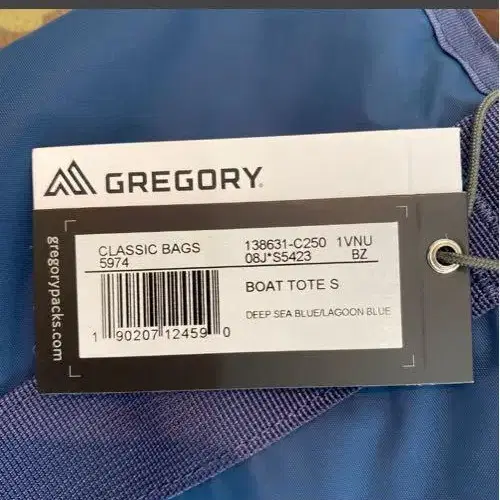 GREGORY.
CLASSIC BAGS 138631-C250 1VNU
5974 08J*S5423 BZ
BOAT TOTE S
DEEP SEA BLUE/LAGOON BLUE
1 90207 12459 0
gregorypacks.com